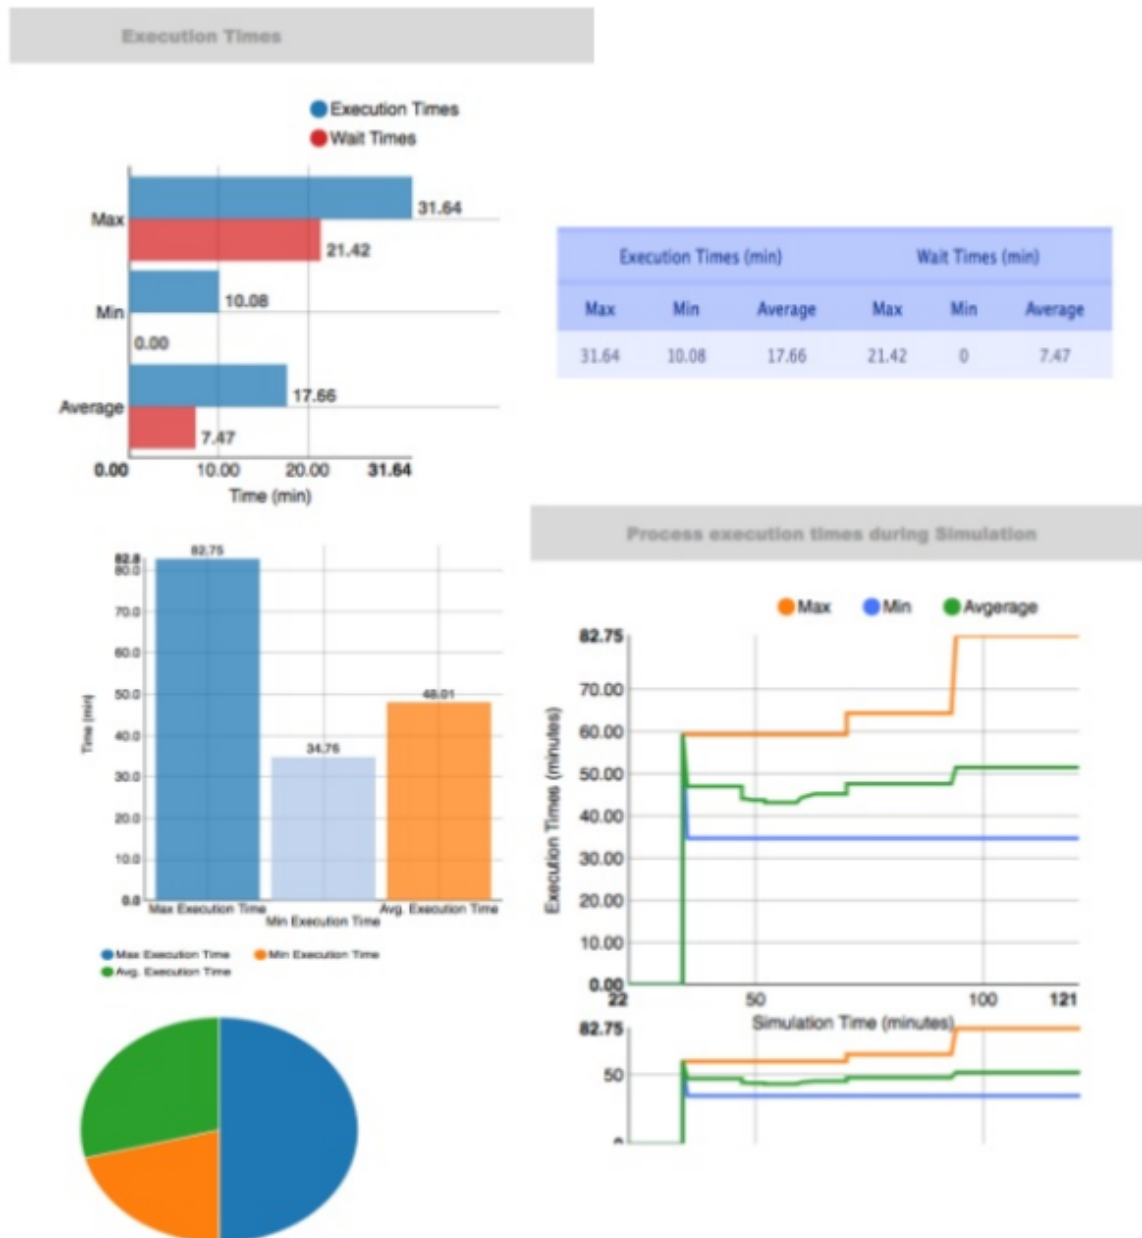 Execution Times
Execution Times
Wait Times
Max
31.64
21.42
Min
10.08
0.00
Average
17.66
7.47
0.00 10.00 20.00 31.64
Time (min)
Execution Times (min) Wait Times (min)
Max Min Average Max Min Average
31.64 10.08 17.66 21.42 0 7.47
82.75
82.8
80.0
70.0
60.0
50.0
40.0
30.0
20.0
10.0
0.0
Time (min)
34.76
48.01
Max Execution Time Min Execution Time Avg. Execution Time
Max Execution Time Min Execution Time
Avg. Execution Time
Process execution times during Simulation
Max Min Avgerage
82.75
70.00
60.00
50.00
40.00
30.00
20.00
10.00
0.00
Execution Times (minutes)
22 50 100 121
Simulation Time (minutes)
82.75
50
0